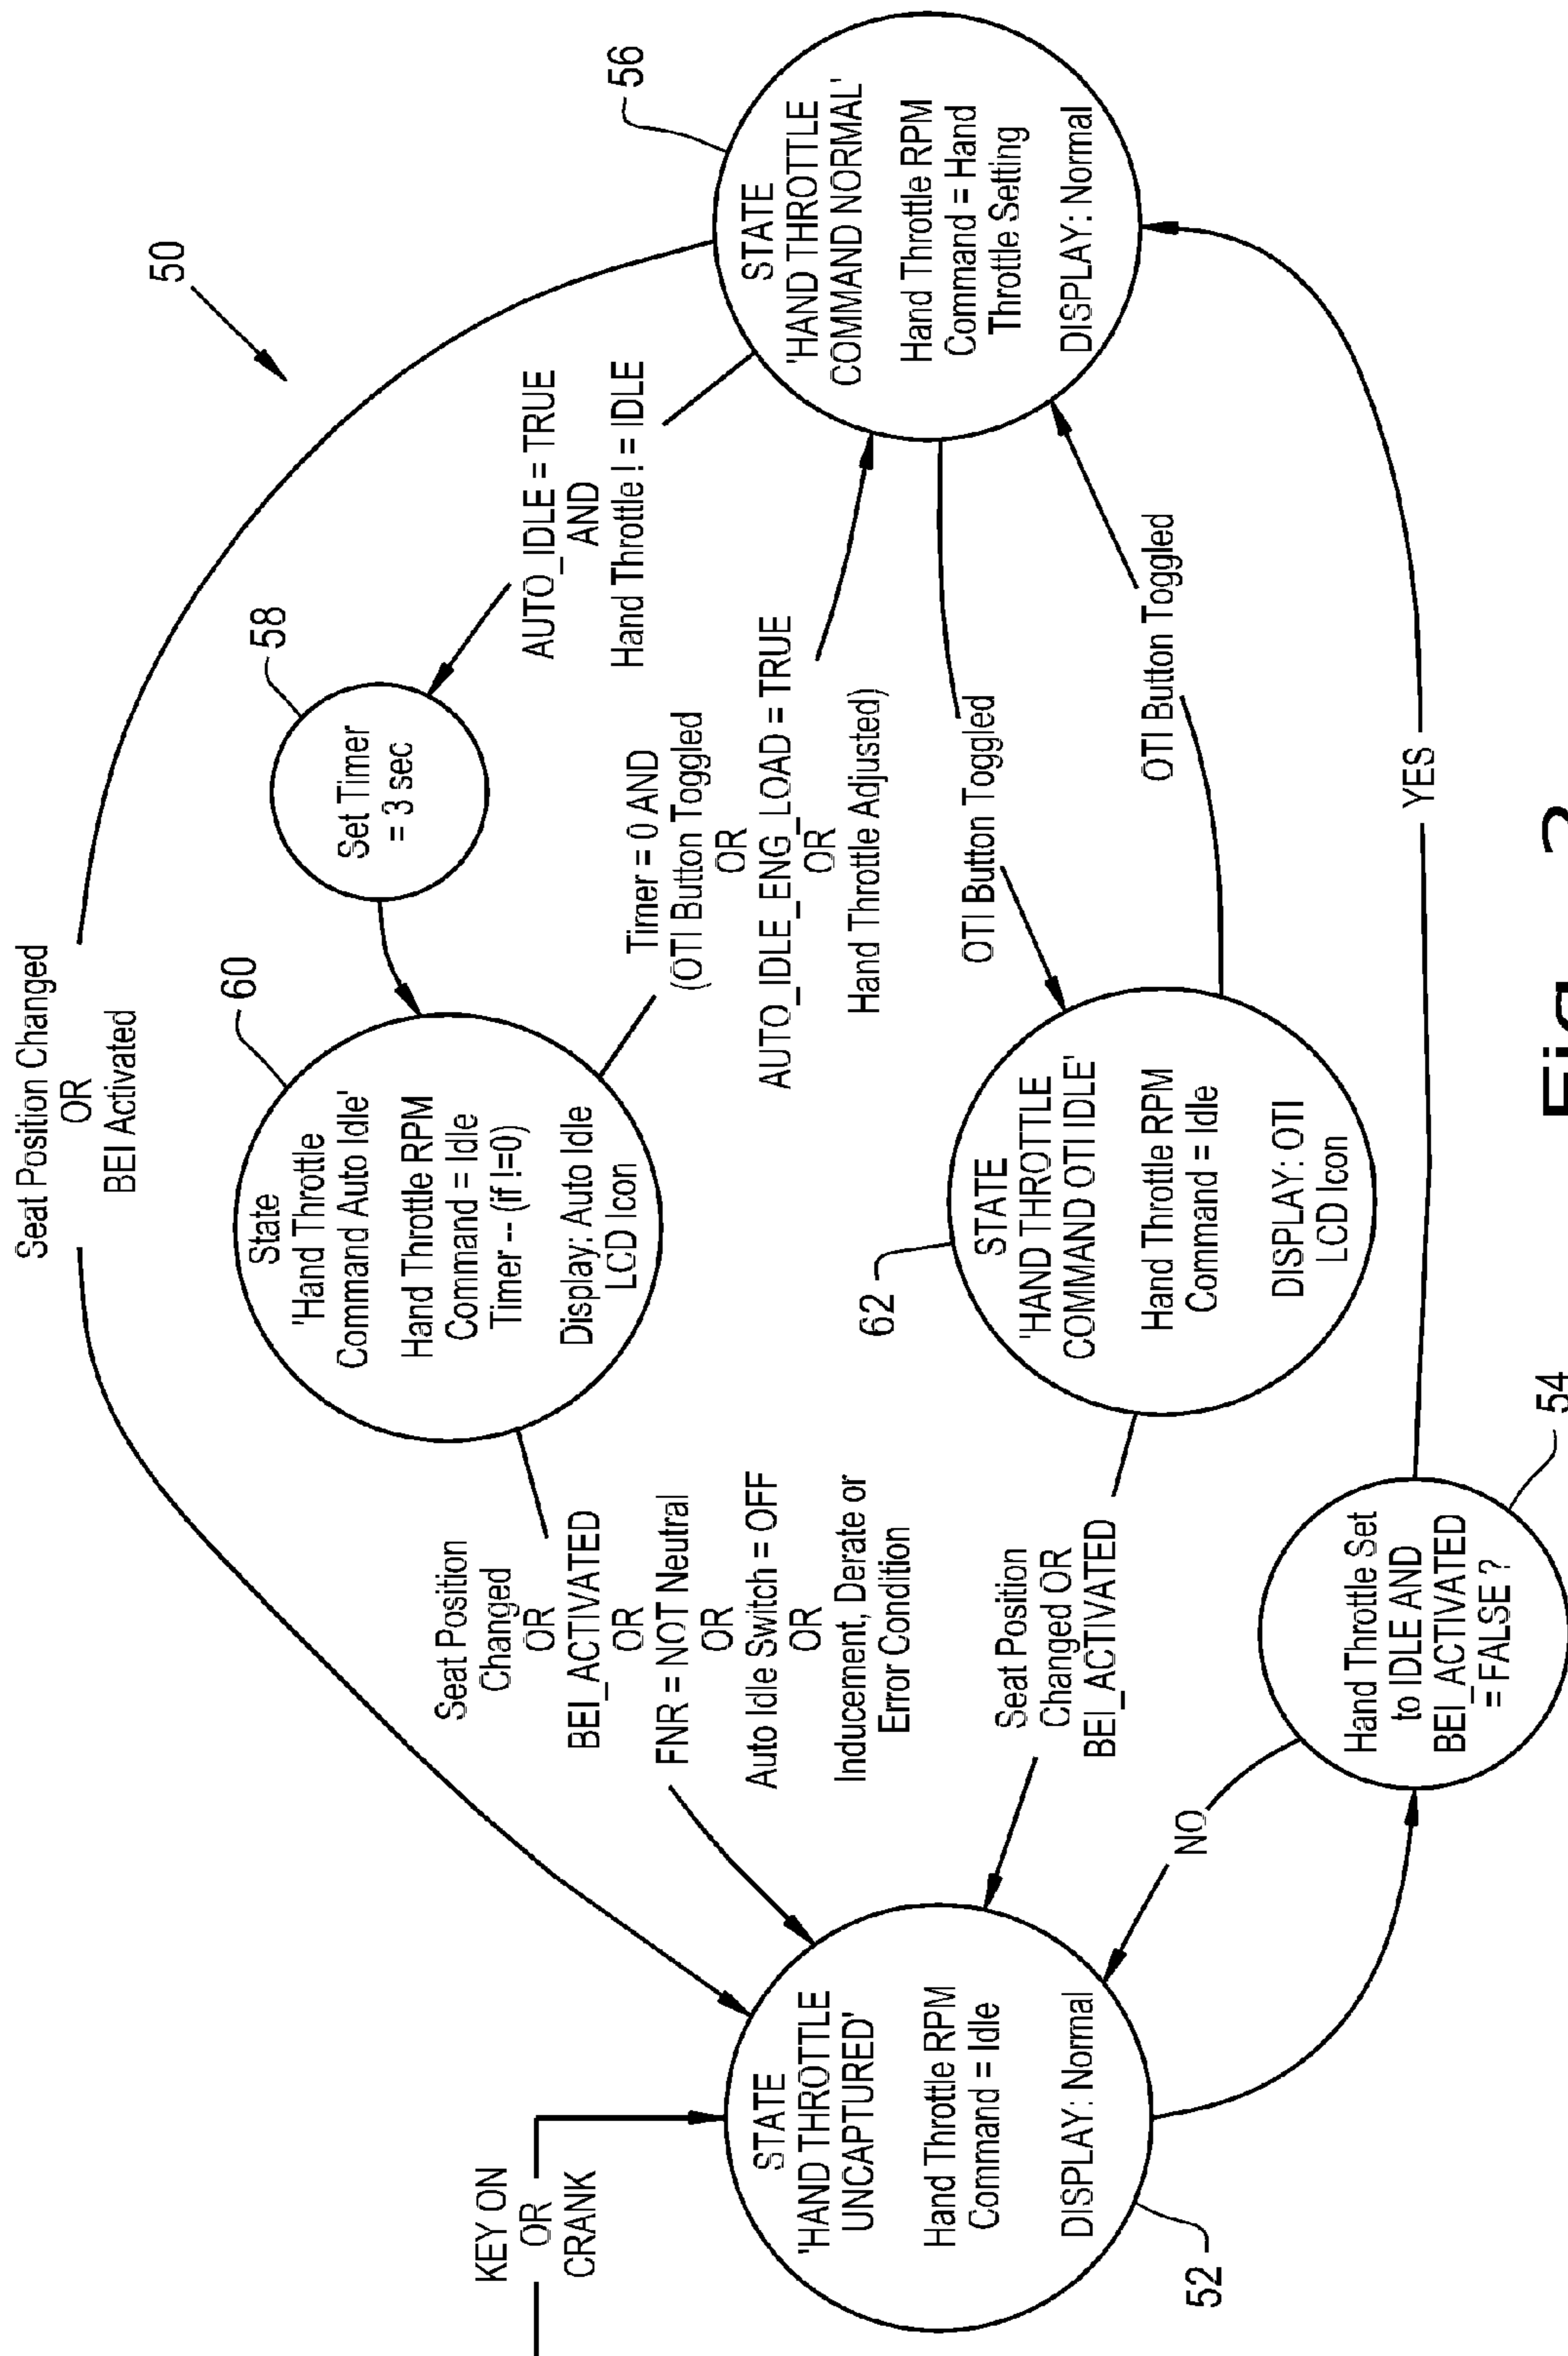 Seat Position Changed
OR
BEI Activated
50
KEY ON
OR
CRANK
STATE
'HAND THROTTLE
UNCAPTURED'
Hand Throttle RPM
Command = Idle
DISPLAY: Normal
52
Seat Position
Changed
OR
BEI_ACTIVATED
OR
FNR = NOT Neutral
OR
Auto Idle Switch = OFF
OR
Inducement, Derate or
Error Condition
State
'Hand Throttle
Command Auto Idle'
Hand Throttle RPM
Command = Idle
Timer -- (if !=0)
Display: Auto Idle
LCD Icon
60
Set Timer
= 3 sec
58
AUTO_IDLE = TRUE
AND
Hand Throttle ! = IDLE
Timer = 0 AND
(OTI Button Toggled
OR
AUTO_IDLE_ENG_LOAD = TRUE
OR
Hand Throttle Adjusted)
STATE
'HAND THROTTLE
COMMAND NORMAL'
Hand Throttle RPM
Command = Hand
Throttle Setting
DISPLAY: Normal
56
OTI Button Toggled
OTI Button Toggled
Seat Position
Changed OR
BEI_ACTIVATED
STATE
'HAND THROTTLE
COMMAND OTI IDLE'
Hand Throttle RPM
Command = Idle
DISPLAY: OTI
LCD Icon
62
NO
Hand Throttle Set
to IDLE AND
BEI_ACTIVATED
= FALSE ?
54
YES
Fig.